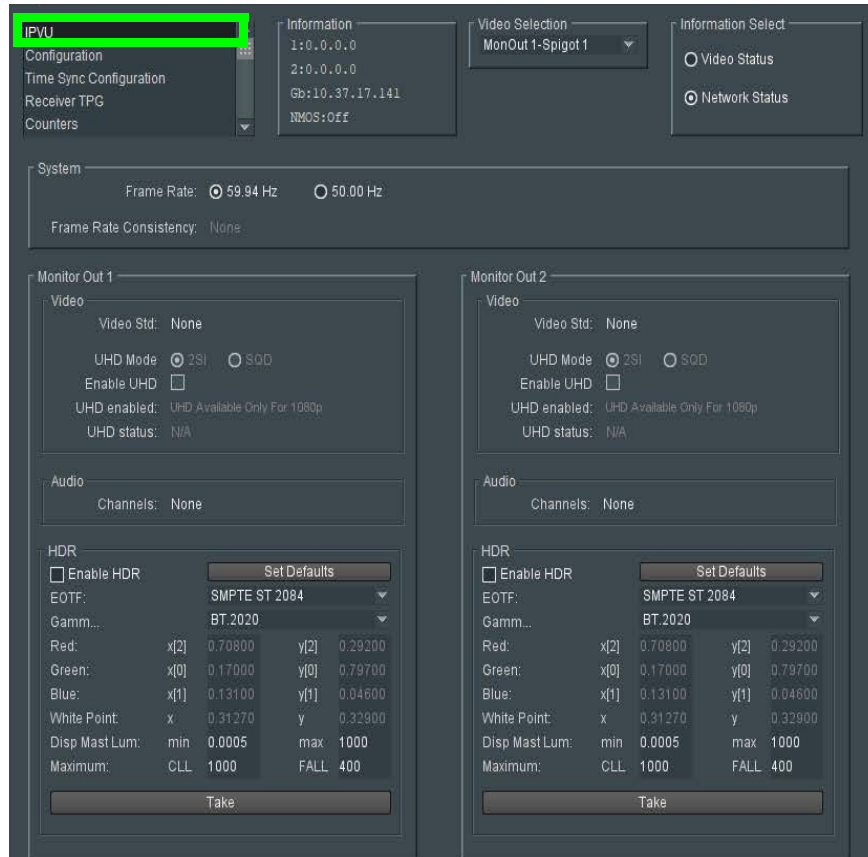 IPVU
Configuration
Time Sync Configuration
Receiver TPG
Counters
Information
1:0.0.0.0
2:0.0.0.0
Gb:10.37.17.141
NMOS:Off
Video Selection
MonOut 1-Spigot 1
Information Select
Video Status
Network Status
System
Frame Rate: 59.94 Hz 50.00 Hz
Frame Rate Consistency: None
Monitor Out 1
Video
Video Std: None
UHD Mode 2SI SQD
Enable UHD
UHD enabled: UHD Available Only For 1080p
UHD status: N/A
Audio
Channels: None
HDR
Enable HDR Set Defaults
EOTF: SMPTE ST 2084
Gamm... BT.2020
Red: x[2] 0.70800 y[2] 0.29200
Green: x[0] 0.17000 y[0] 0.79700
Blue: x[1] 0.13100 y[1] 0.04600
White Point: x 0.31270 y 0.32900
Disp Mast Lum: min 0.0005 max 1000
Maximum: CLL 1000 FALL 400
Take
Monitor Out 2
Video
Video Std: None
UHD Mode 2SI SQD
Enable UHD
UHD enabled: UHD Available Only For 1080p
UHD status: N/A
Audio
Channels: None
HDR
Enable HDR Set Defaults
EOTF: SMPTE ST 2084
Gamm... BT.2020
Red: x[2] 0.70800 y[2] 0.29200
Green: x[0] 0.17000 y[0] 0.79700
Blue: x[1] 0.13100 y[1] 0.04600
White Point: x 0.31270 y 0.32900
Disp Mast Lum: min 0.0005 max 1000
Maximum: CLL 1000 FALL 400
Take